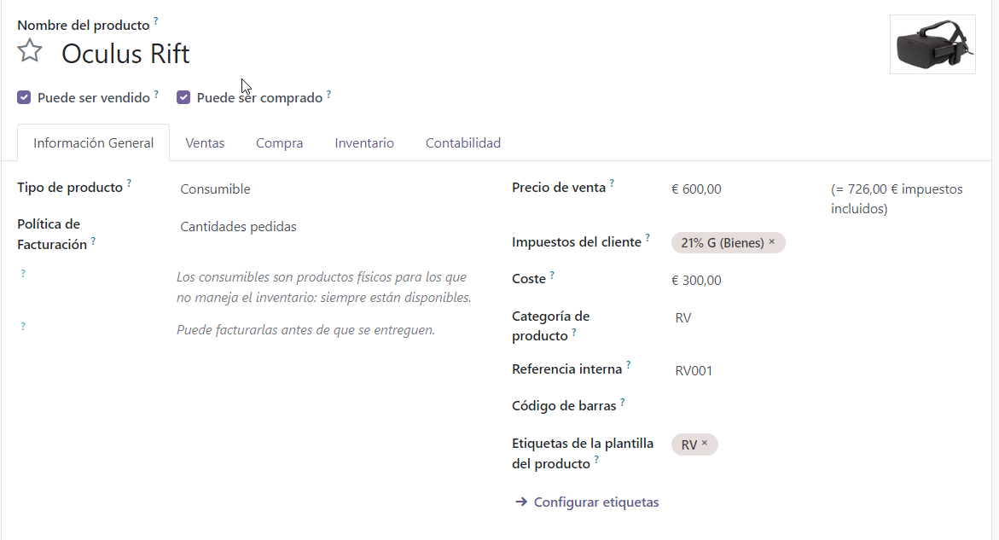 Nombre del producto ?
Oculus Rift
Puede ser vendido ? Puede ser comprado ?
Información General Ventas Compra Inventario Contabilidad
Tipo de producto ? Consumible
Política de
Facturación ? Cantidades pedidas
? Los consumibles son productos físicos para los que
no maneja el inventario: siempre están disponibles.
? Puede facturarlas antes de que se entreguen.
Precio de venta ? € 600,00 (= 726,00 € impuestos
incluidos)
Impuestos del cliente ? 21% G (Bienes) ×
Coste ? € 300,00
Categoría de
producto ? RV
Referencia interna ? RV001
Código de barras ?
Etiquetas de la plantilla
del producto ? RV ×
→ Configurar etiquetas